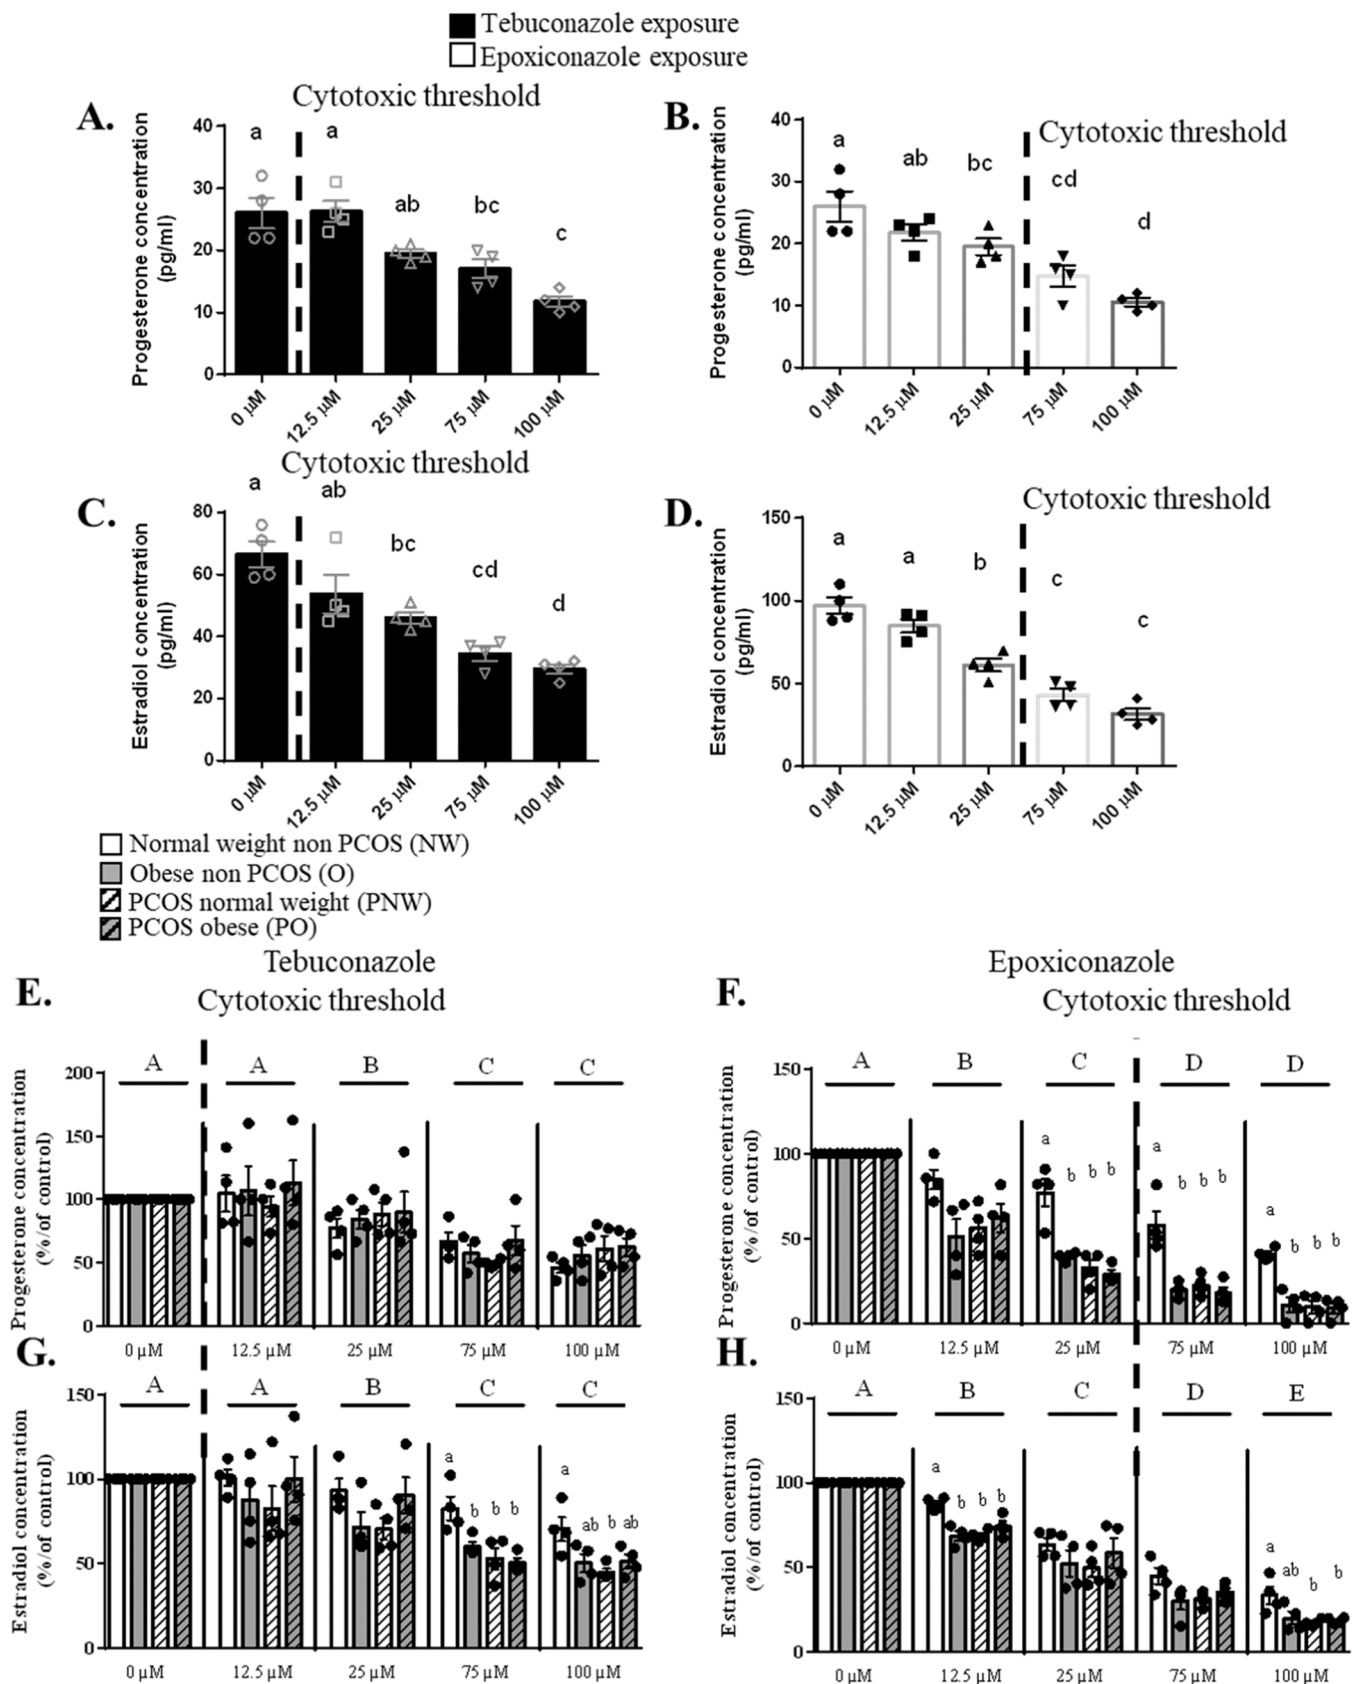 Tebuconazole exposure
Epoxiconazole exposure
A.
Cytotoxic threshold
Progesterone concentration
(pg/ml)
40
30
20
10
0
a
a
ab
bc
c
0 µM
12.5 µM
25 µM
75 µM
100 µM
B.
Cytotoxic threshold
Progesterone concentration
(pg/ml)
40
30
20
10
0
a
ab
bc
cd
d
0 µM
12.5 µM
25 µM
75 µM
100 µM
C.
Cytotoxic threshold
Estradiol concentration
(pg/ml)
80
60
40
20
0
a
ab
bc
cd
d
0 µM
12.5 µM
25 µM
75 µM
100 µM
D.
Cytotoxic threshold
Estradiol concentration
(pg/ml)
150
100
50
0
a
a
b
c
c
0 µM
12.5 µM
25 µM
75 µM
100 µM
Normal weight non PCOS (NW)
Obese non PCOS (O)
PCOS normal weight (PNW)
PCOS obese (PO)
Tebuconazole
E.
Cytotoxic threshold
Progesterone concentration
(%/of control)
200
150
100
50
0
A
A
B
C
C
0 µM
12.5 µM
25 µM
75 µM
100 µM
Epoxiconazole
F.
Cytotoxic threshold
Progesterone concentration
(%/of control)
150
100
50
0
A
B
C
D
D
a
b b b
a
b b b
a
b b b
0 µM
12.5 µM
25 µM
75 µM
100 µM
G.
Estradiol concentration
(%/of control)
150
100
50
0
A
A
B
C
C
a
b b b
a
ab b ab
0 µM
12.5 µM
25 µM
75 µM
100 µM
H.
Estradiol concentration
(%/of control)
150
100
50
0
A
B
C
D
E
a
b b b
a
ab
b
b
0 µM
12.5 µM
25 µM
75 µM
100 µM